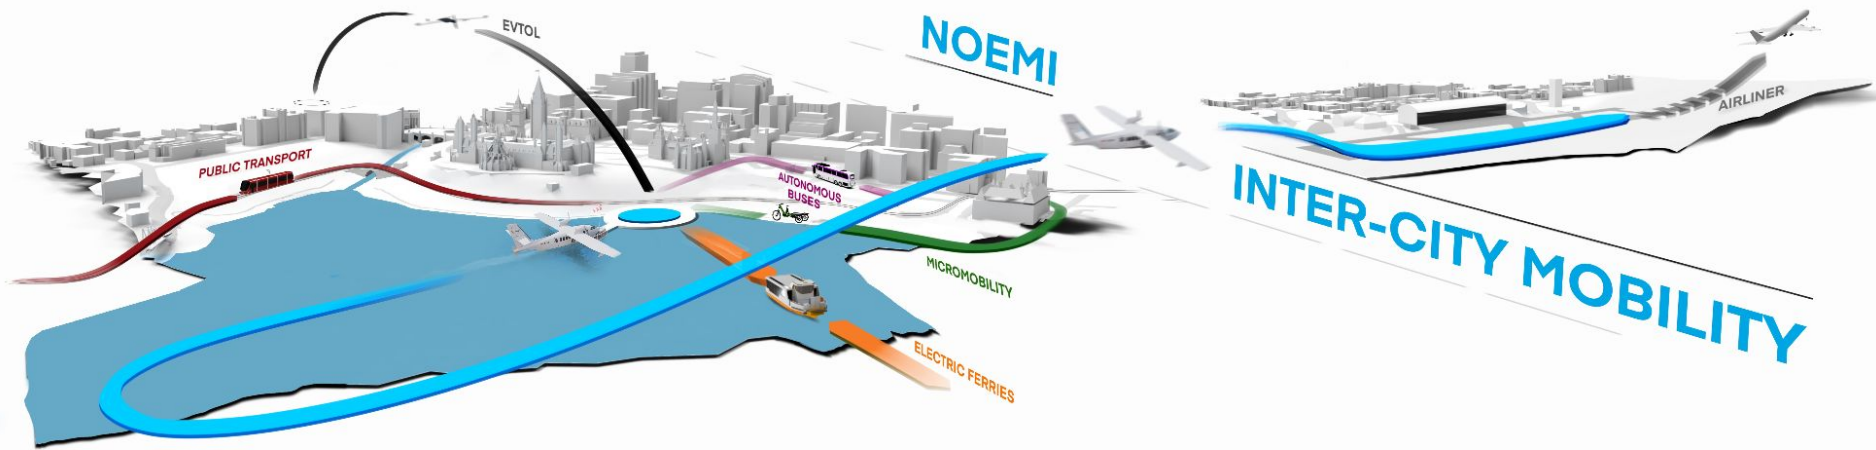 EVTOL
NOEMI
PUBLIC TRANSPORT
AUTONOMOUS
BUSES
MICROMOBILITY
ELECTRIC FERRIES
AIRLINER
INTER-CITY MOBILITY